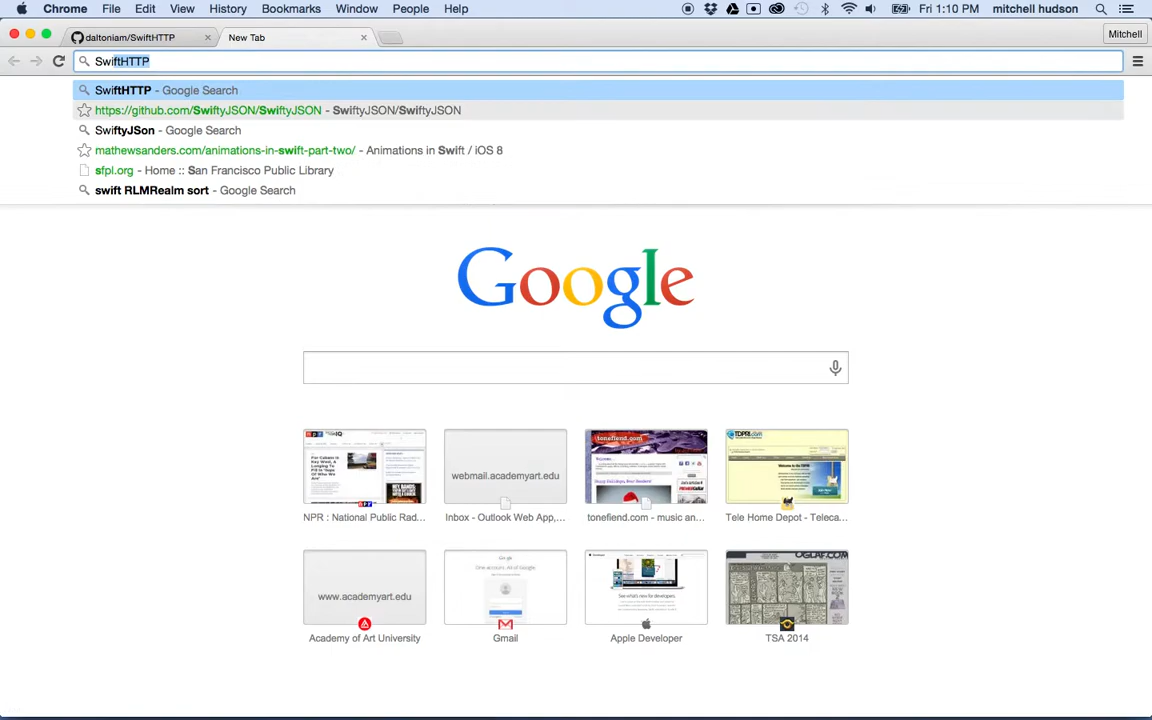 Chrome File Edit View History Bookmarks Window People Help Fri 1:10 PM mitchell hudson
daltoniam/SwiftHTTP New Tab Mitchell
SwiftHTTP
SwiftHTTP - Google Search
https://github.com/SwiftyJSON/SwiftyJSON - SwiftyJSON/SwiftyJSON
SwiftyJSon - Google Search
mathewsanders.com/animations-in-swift-part-two/ - Animations in Swift / iOS 8
sfpl.org - Home :: San Francisco Public Library
swift RLMRealm sort - Google Search
Google
webmail.academyart.edu
tonefiend.com
NPR : National Public Rad...
Inbox - Outlook Web App,...
tonefiend.com - music an...
Tele Home Depot - Teleca...
www.academyart.edu
OGLAF.COM
Academy of Art University
Gmail
Apple Developer
TSA 2014